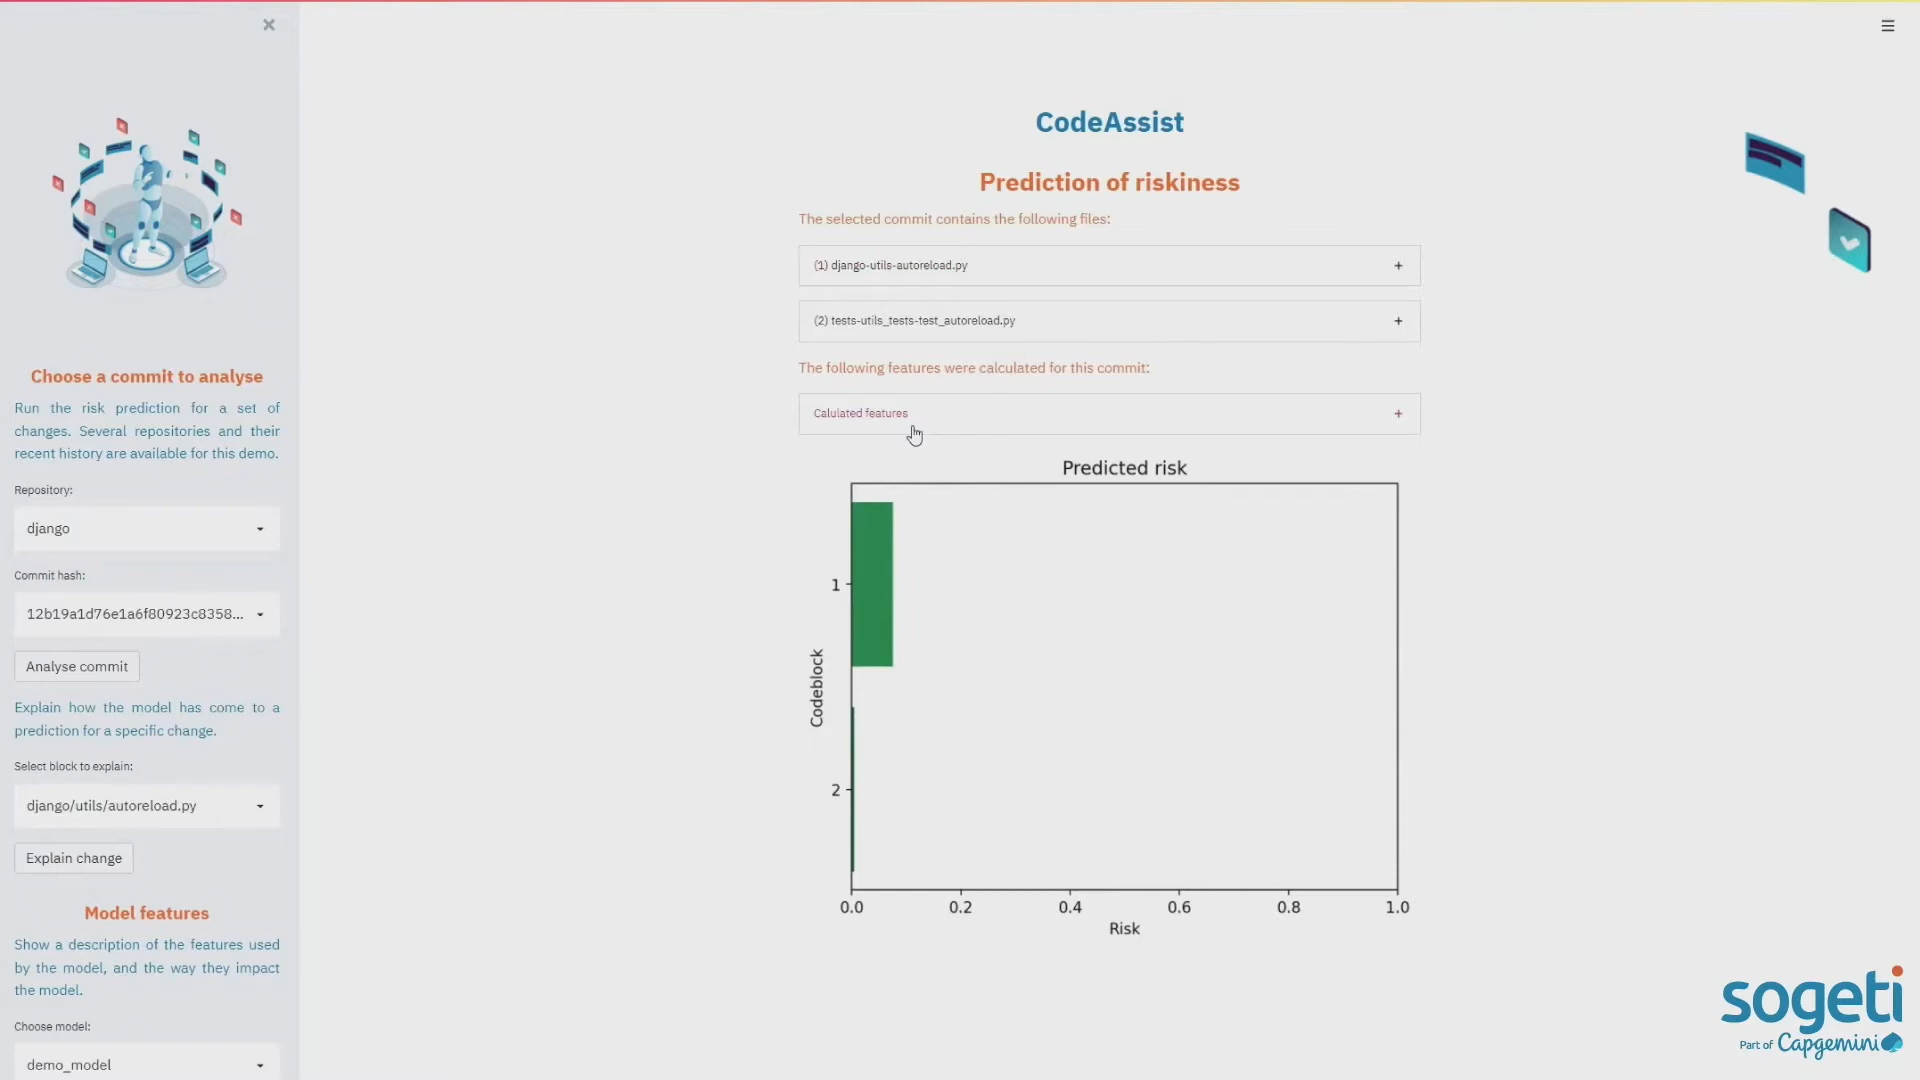 CodeAssist
Prediction of riskiness
The selected commit contains the following files:
(1) django-utils-autoreload.py
(2) tests-utils_tests-test_autoreload.py
The following features were calculated for this commit:
Calulated features
Predicted risk
1
2
Codeblock
0.0 0.2 0.4 0.6 0.8 1.0
Risk
Choose a commit to analyse
Run the risk prediction for a set of
changes. Several repositories and their
recent history are available for this demo.
Repository:
django
Commit hash:
12b19a1d76e1a6f80923c8358...
Analyse commit
Explain how the model has come to a
prediction for a specific change.
Select block to explain:
django/utils/autoreload.py
Explain change
Model features
Show a description of the features used
by the model, and the way they impact
the model.
Choose model:
demo_model
sogeti
Part of Capgemini